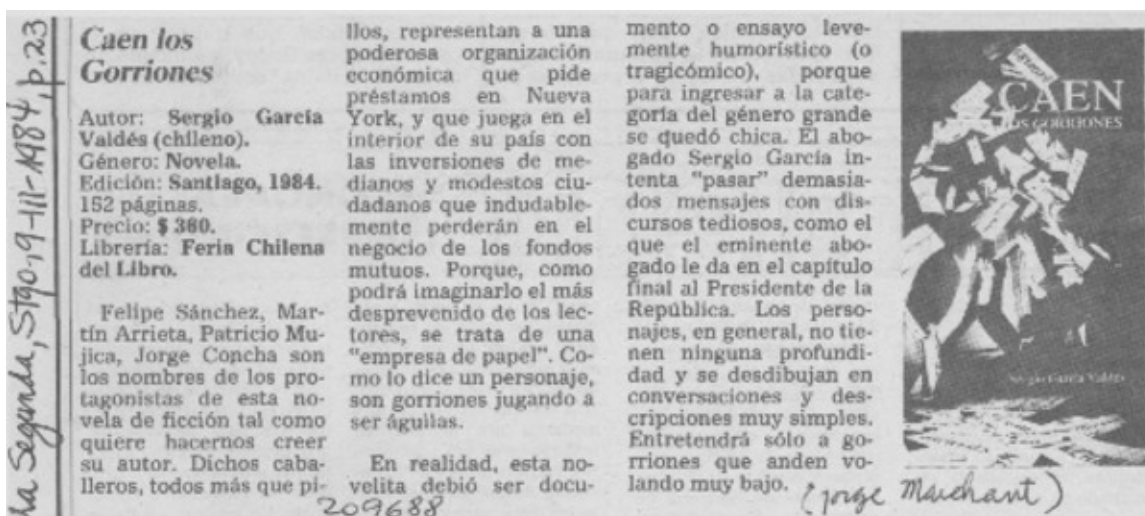 ha Segunda, Stgo, 9-III-1984, p.23
Caen los
Gorriones
Autor: Sergio García
Valdés (chileno).
Género: Novela.
Edición: Santiago, 1984.
152 páginas.
Precio: $ 380.
Librería: Feria Chilena
del Libro.
Felipe Sánchez, Mar-
tín Arrieta, Patricio Mu-
jica, Jorge Concha son
los nombres de los pro-
tagonistas de esta no-
vela de ficción tal como
quiere hacernos creer
su autor. Dichos caba-
lleros, todos más que pi-
llos, representan a una
poderosa organización
económica que pide
préstamos en Nueva
York, y que juega en el
interior de su país con
las inversiones de me-
dianos y modestos ciu-
dadanos que indudable-
mente perderán en el
negocio de los fondos
mutuos. Porque, como
podrá imaginarlo el más
desprevenido de los lec-
tores, se trata de una
"empresa de papel". Co-
mo lo dice un personaje,
son gorriones jugando a
ser águilas.
En realidad, esta no-
velita debió ser docu-
mento o ensayo leve-
mente humorístico (o
tragicómico), porque
para ingresar a la cate-
goría del género grande
se quedó chica. El abo-
gado Sergio García in-
tenta "pasar" demasia-
dos mensajes con dis-
cursos tediosos, como el
que el eminente abo-
gado le da en el capítulo
final al Presidente de la
República. Los perso-
najes, en general, no tie-
nen ninguna profundi-
dad y se desdibujan en
conversaciones y des-
cripciones muy simples.
Entretendrá sólo a go-
rriones que anden vo-
lando muy bajo.
(Jorge Marchant)
209688
CAEN
LOS GORRIONES
Sergio García Valdés